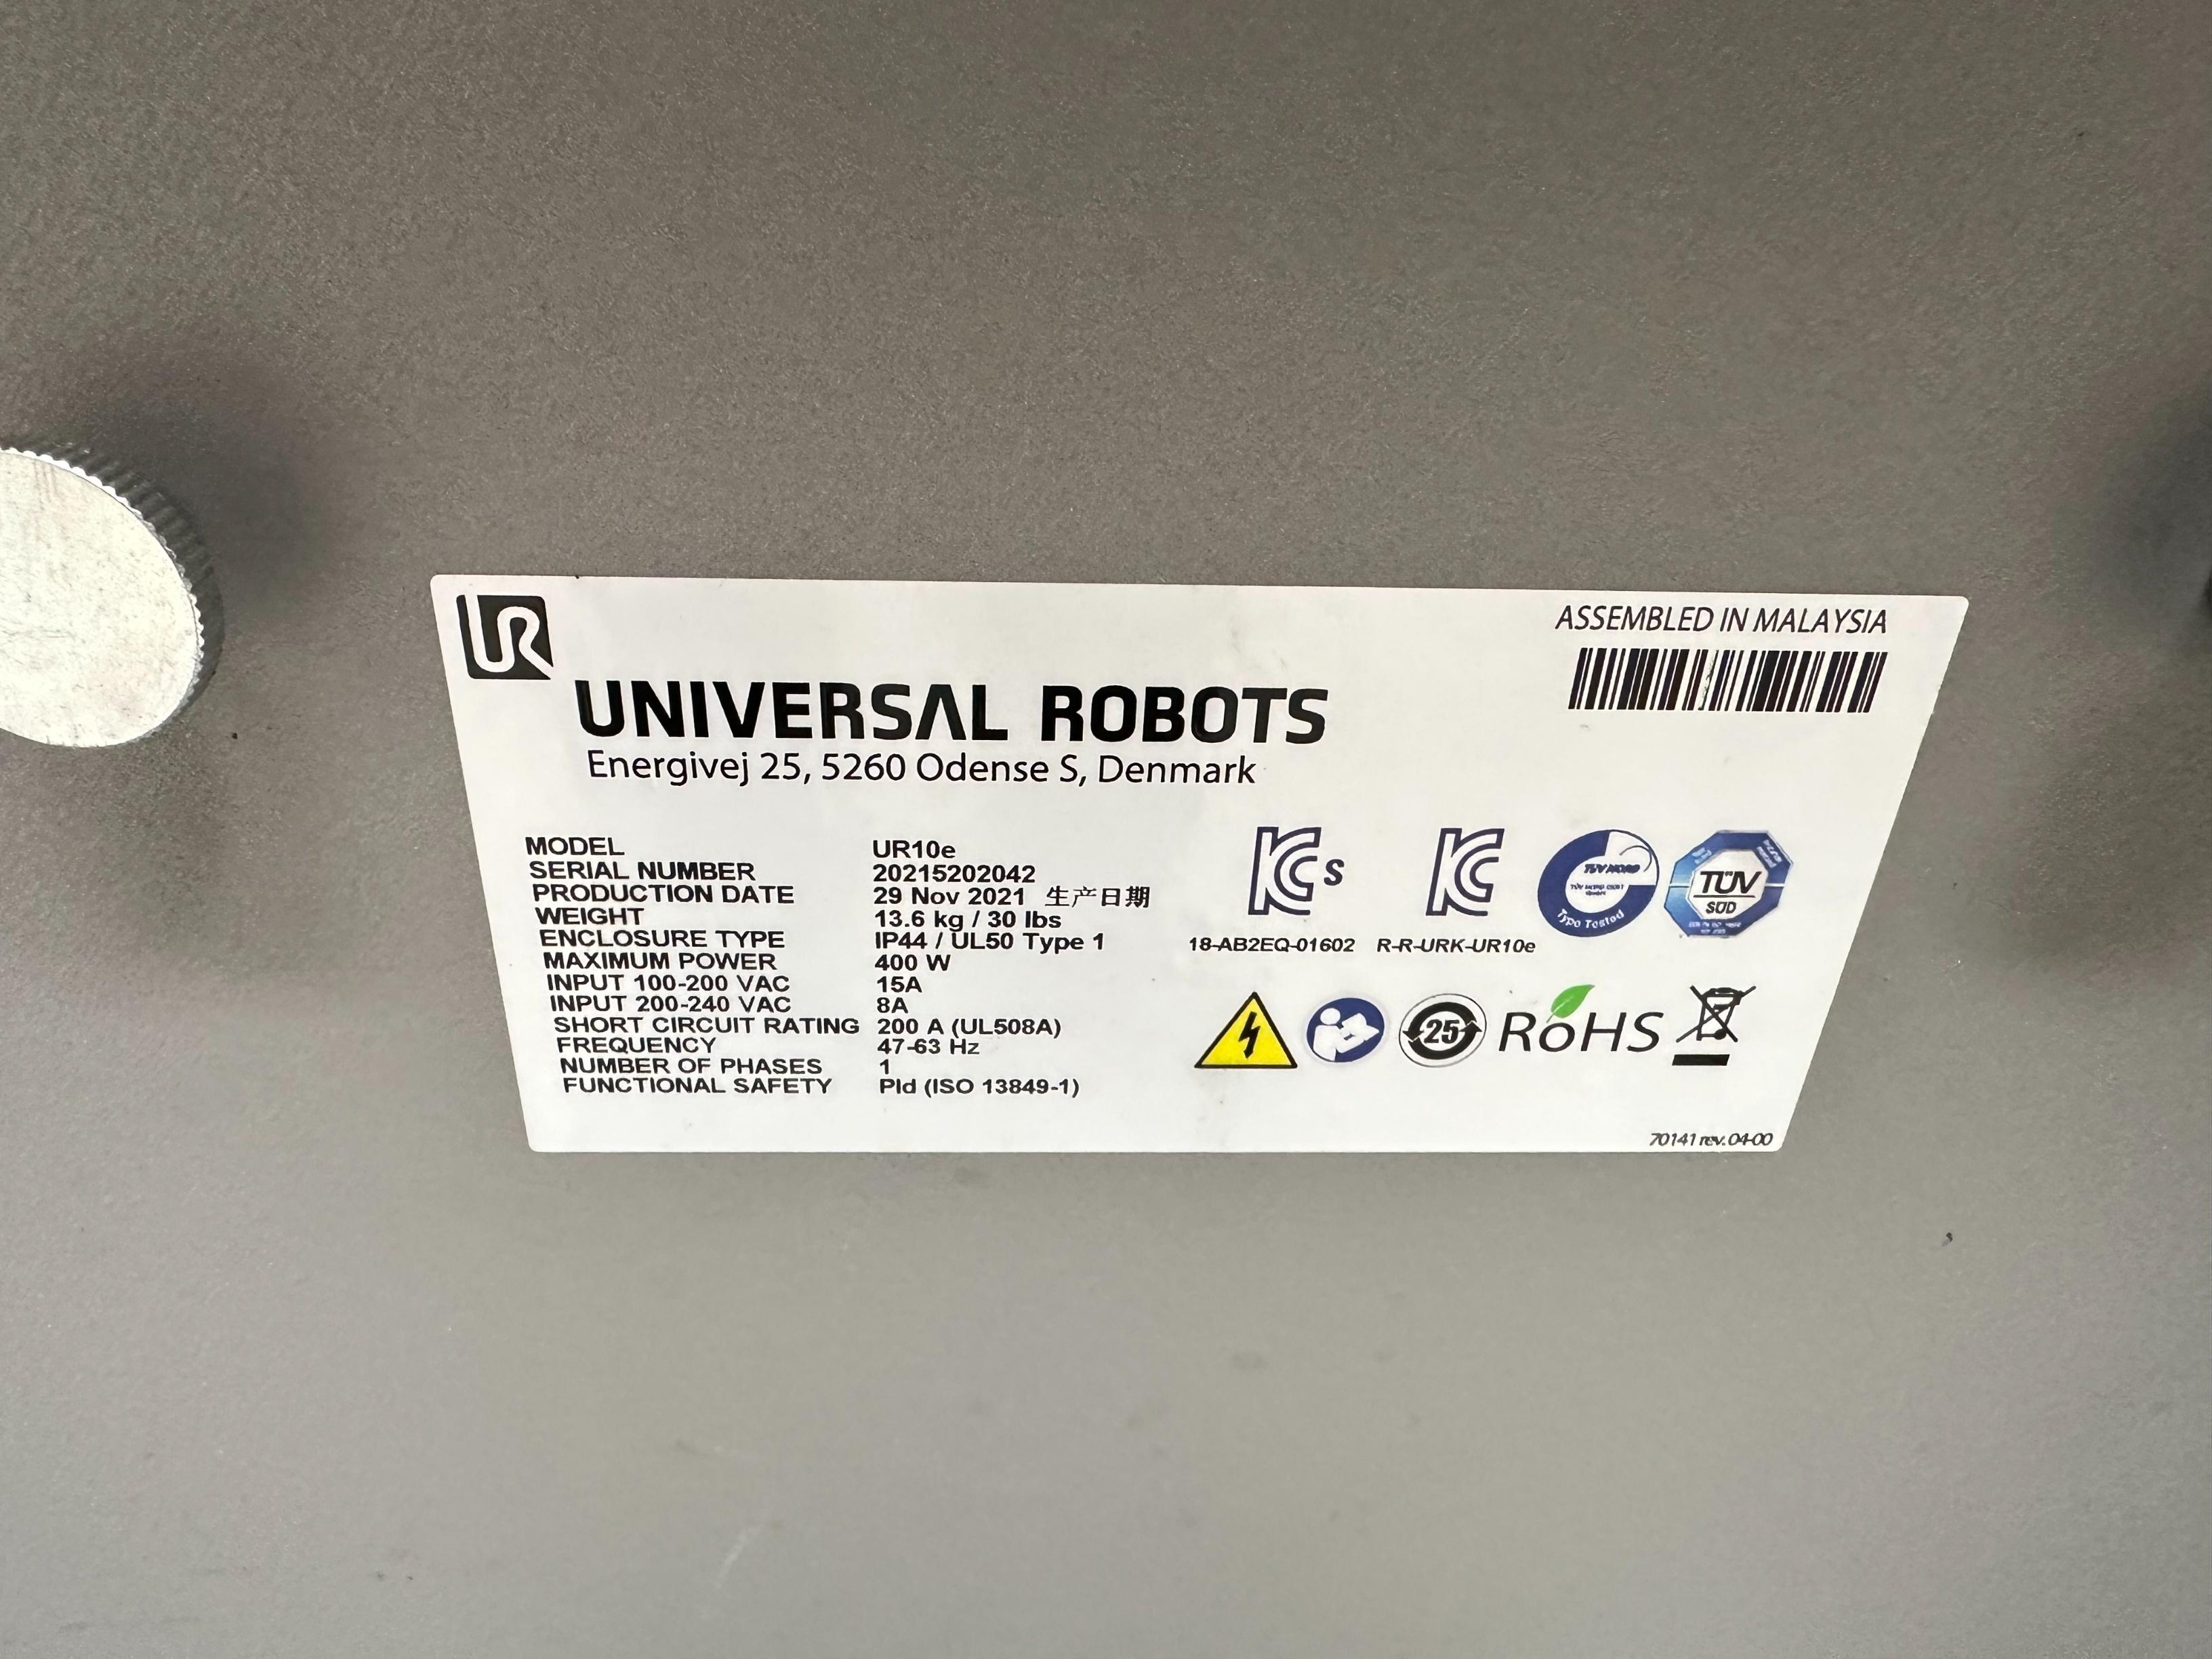 UR
ASSEMBLED IN MALAYSIA
UNIVERSAL ROBOTS
Energivej 25, 5260 Odense S, Denmark
MODEL UR10e
SERIAL NUMBER 20215202042
PRODUCTION DATE 29 Nov 2021 生产日期
WEIGHT 13.6 kg / 30 lbs
ENCLOSURE TYPE IP44 / UL50 Type 1
MAXIMUM POWER 400 W
INPUT 100-200 VAC 15A
INPUT 200-240 VAC 8A
SHORT CIRCUIT RATING 200 A (UL508A)
FREQUENCY 47-63 Hz
NUMBER OF PHASES 1
FUNCTIONAL SAFETY Pld (ISO 13849-1)
KC s
KC
TÜV NORD
Type Tested
TÜV
SÜD
18-AB2EQ-01602 R-R-URK-UR10e
25
RoHS
70141 rev. 04-00